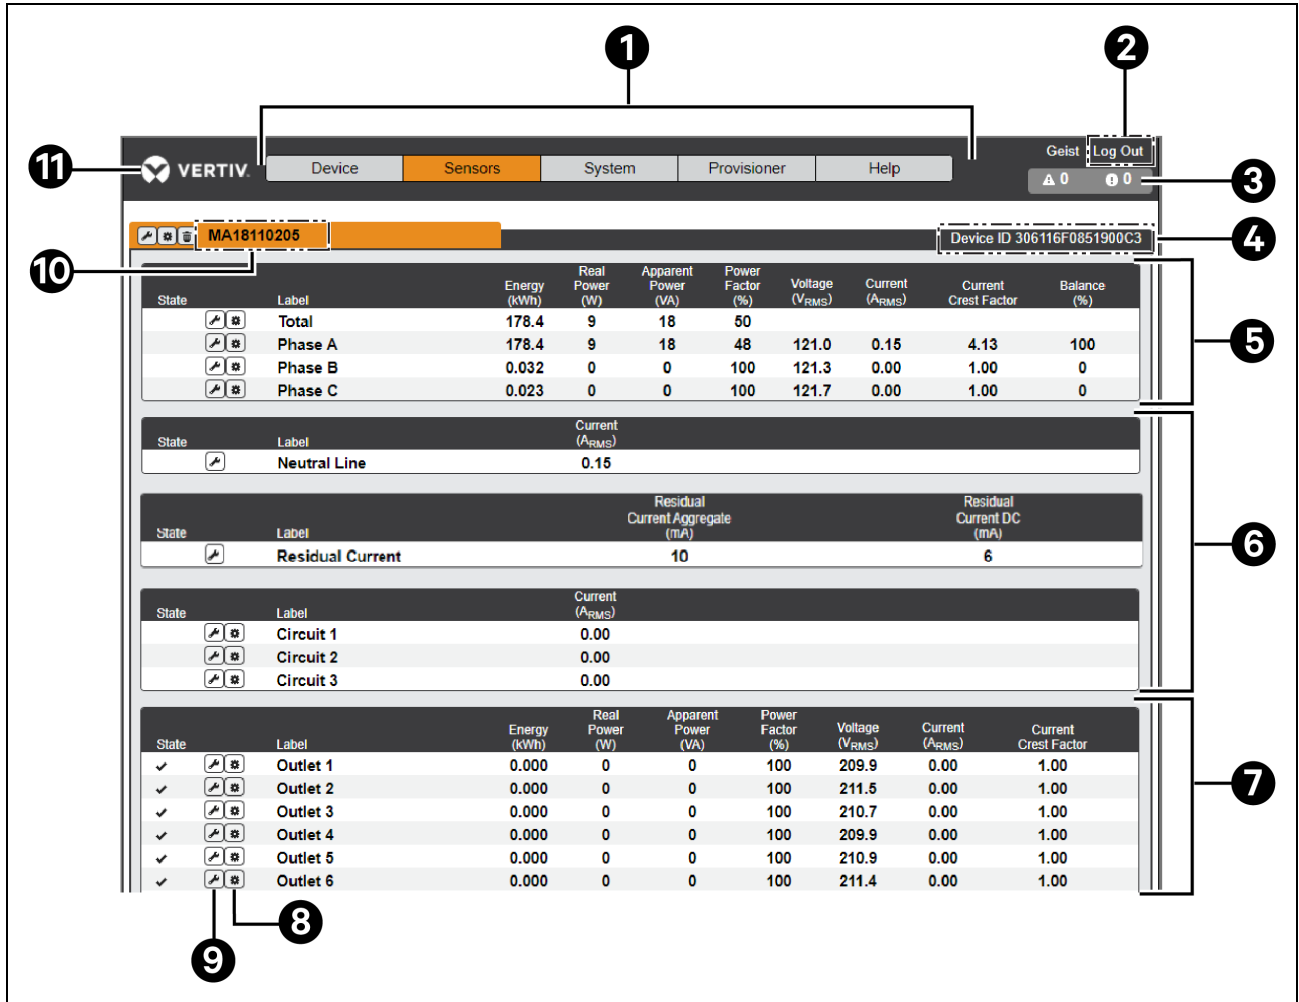 1 2
Geist Log Out
11 VERTIV. Device Sensors System Provisioner Help
0 0 3
MA18110205 Device ID 306116F0851900C3 4
10
State Label Energy (kWh) Real Power (W) Apparent Power (VA) Power Factor (%) Voltage (VRMS) Current (ARMS) Current Crest Factor Balance (%)
Total 178.4 9 18 50
Phase A 178.4 9 18 48 121.0 0.15 4.13 100
5
Phase B 0.032 0 0 100 121.3 0.00 1.00 0
Phase C 0.023 0 0 100 121.7 0.00 1.00 0
State Label Current (ARMS)
Neutral Line 0.15
State Label Residual Current Aggregate (mA) Residual Current DC (mA)
6
Residual Current 10 6
State Label Current (ARMS)
Circuit 1 0.00
Circuit 2 0.00
Circuit 3 0.00
State Label Energy (kWh) Real Power (W) Apparent Power (VA) Power Factor (%) Voltage (VRMS) Current (ARMS) Current Crest Factor
Outlet 1 0.000 0 0 100 209.9 0.00 1.00
Outlet 2 0.000 0 0 100 211.5 0.00 1.00
7
Outlet 3 0.000 0 0 100 210.7 0.00 1.00
Outlet 4 0.000 0 0 100 209.9 0.00 1.00
Outlet 5 0.000 0 0 100 210.9 0.00 1.00
Outlet 6 0.000 0 0 100 211.4 0.00 1.00
8
9